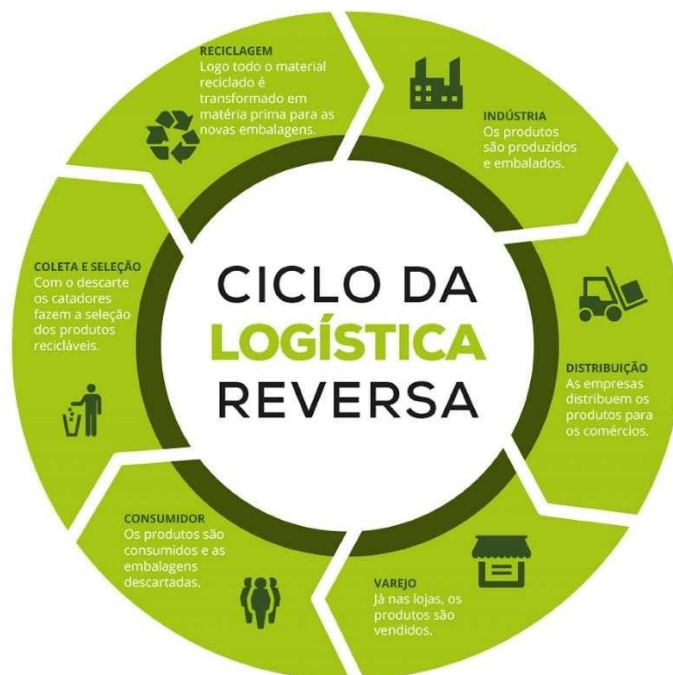 CICLO DA
LOGÍSTICA
REVERSA
INDÚSTRIA
Os produtos
são produzidos
e embalados.
DISTRIBUIÇÃO
As empresas
distribuem os
produtos para
os comércios.
VAREJO
Já nas lojas, os
produtos são
vendidos.
CONSUMIDOR
Os produtos são
consumidos e as
embalagens
descartadas.
COLETA E SELEÇÃO
Com o descarte
os catadores
fazem a seleção
dos produtos
recicláveis.
RECICLAGEM
Logo todo o material
reciclado é
transformado em
matéria prima para as
novas embalagens.